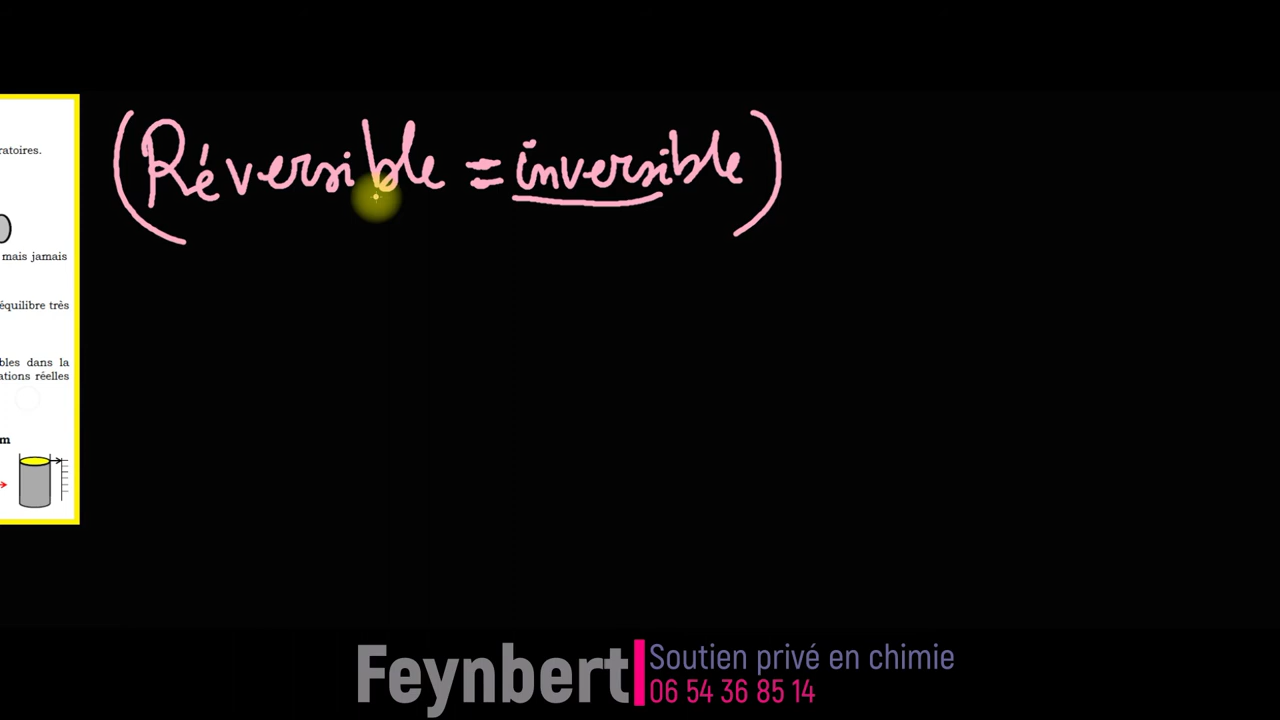 ratoires.
(Réversible = inversible)
mais jamais
équilibre très
bles dans la
ations réelles
m
Feynbert
Soutien privé en chimie
06 54 36 85 14